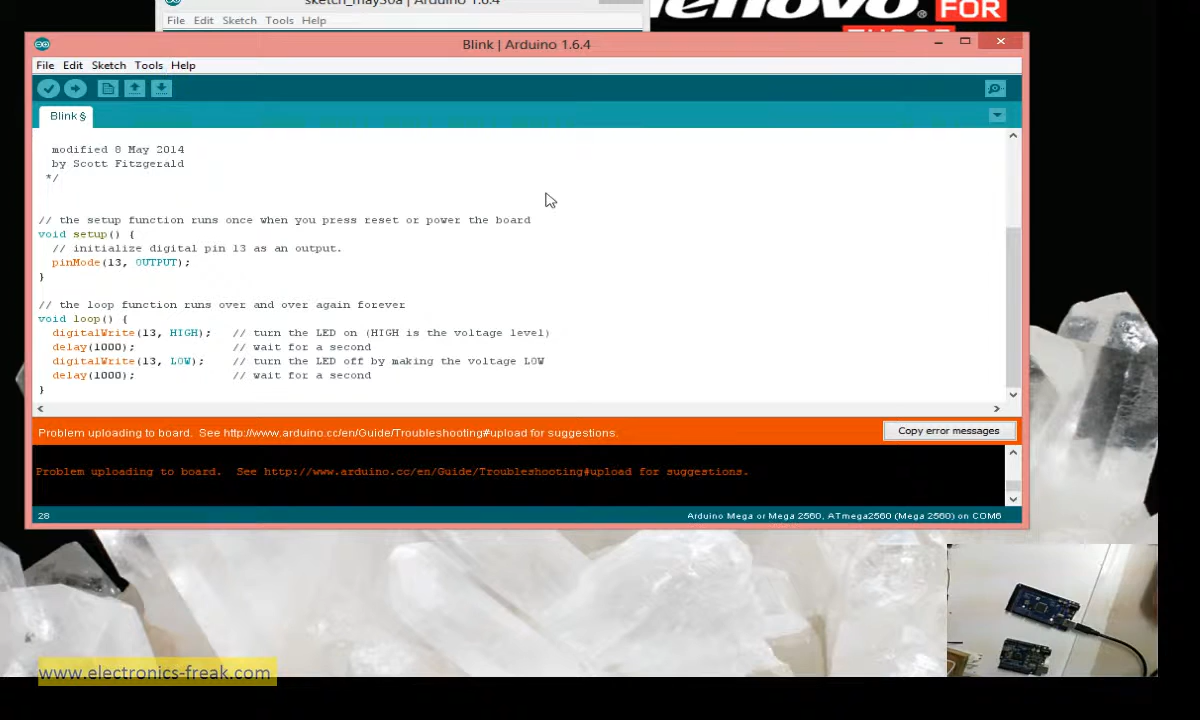 sketch_may30a | Arduino 1.6.4
File Edit Sketch Tools Help
lenovo® FOR
Blink | Arduino 1.6.4
File Edit Sketch Tools Help
Blink §
modified 8 May 2014
by Scott Fitzgerald
*/
// the setup function runs once when you press reset or power the board
void setup() {
// initialize digital pin 13 as an output.
pinMode(13, OUTPUT);
}
// the loop function runs over and over again forever
void loop() {
digitalWrite(13, HIGH);   // turn the LED on (HIGH is the voltage level)
delay(1000);              // wait for a second
digitalWrite(13, LOW);    // turn the LED off by making the voltage LOW
delay(1000);              // wait for a second
}
Problem uploading to board.  See http://www.arduino.cc/en/Guide/Troubleshooting#upload for suggestions.
Copy error messages
Problem uploading to board.  See http://www.arduino.cc/en/Guide/Troubleshooting#upload for suggestions.
28
Arduino Mega or Mega 2560, ATmega2560 (Mega 2560) on COM6
www.electronics-freak.com